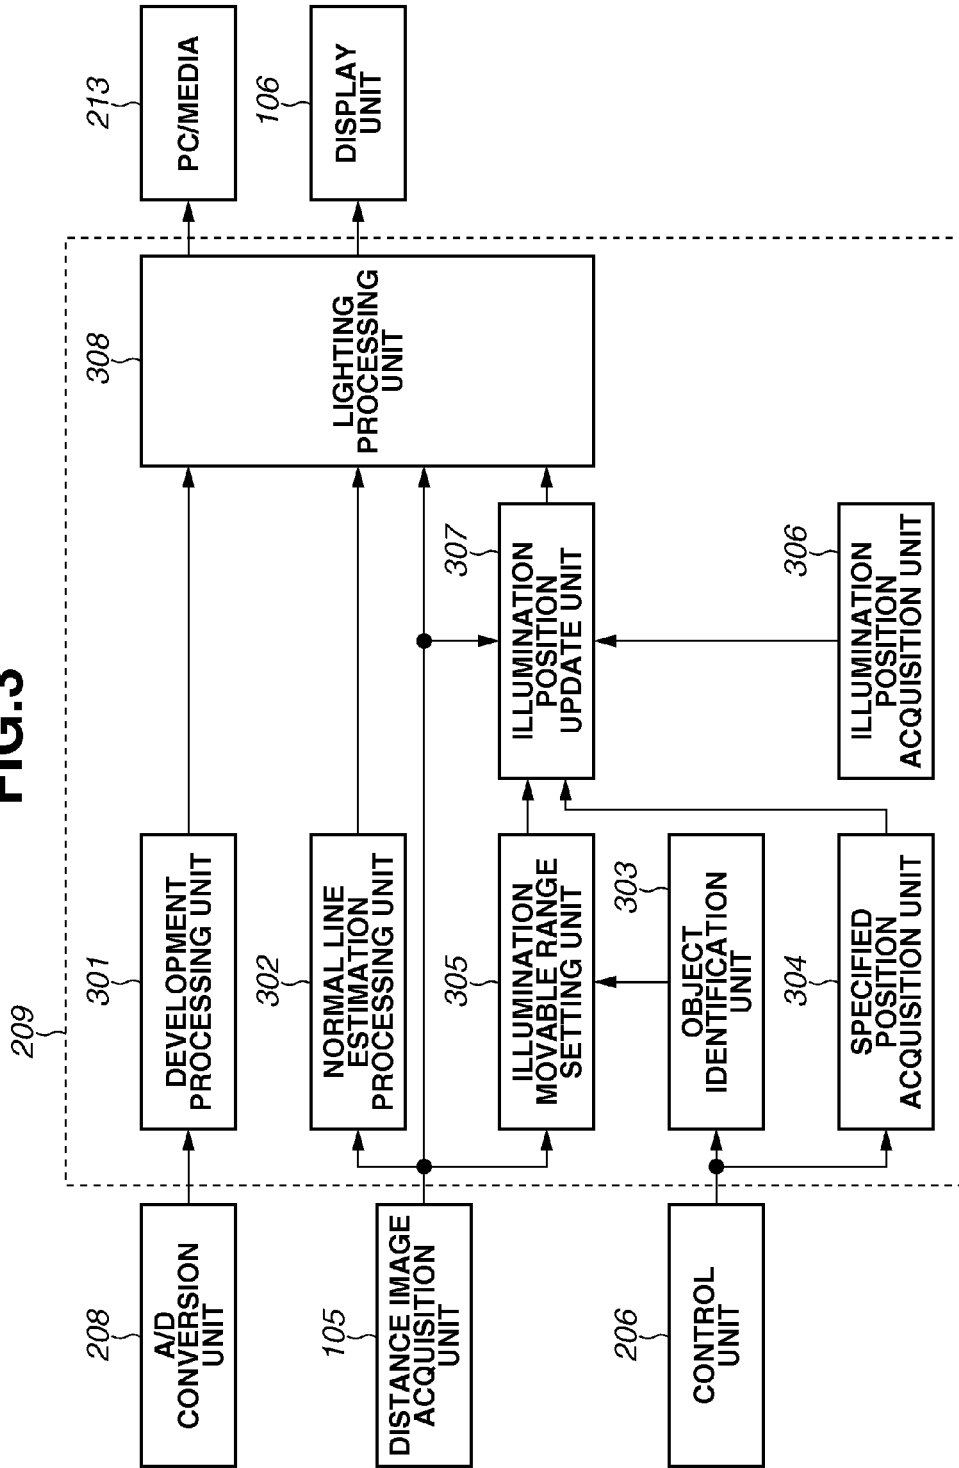 FIG.3
209
208
A/D
CONVERSION
UNIT
301
DEVELOPMENT
PROCESSING UNIT
308
LIGHTING
PROCESSING
UNIT
213
PC/MEDIA
105
DISTANCE IMAGE
ACQUISITION
UNIT
302
NORMAL LINE
ESTIMATION
PROCESSING UNIT
106
DISPLAY
UNIT
305
ILLUMINATION
MOVABLE RANGE
SETTING UNIT
307
ILLUMINATION
POSITION
UPDATE UNIT
206
CONTROL
UNIT
303
OBJECT
IDENTIFICATION
UNIT
304
SPECIFIED
POSITION
ACQUISITION UNIT
306
ILLUMINATION
POSITION
ACQUISITION UNIT